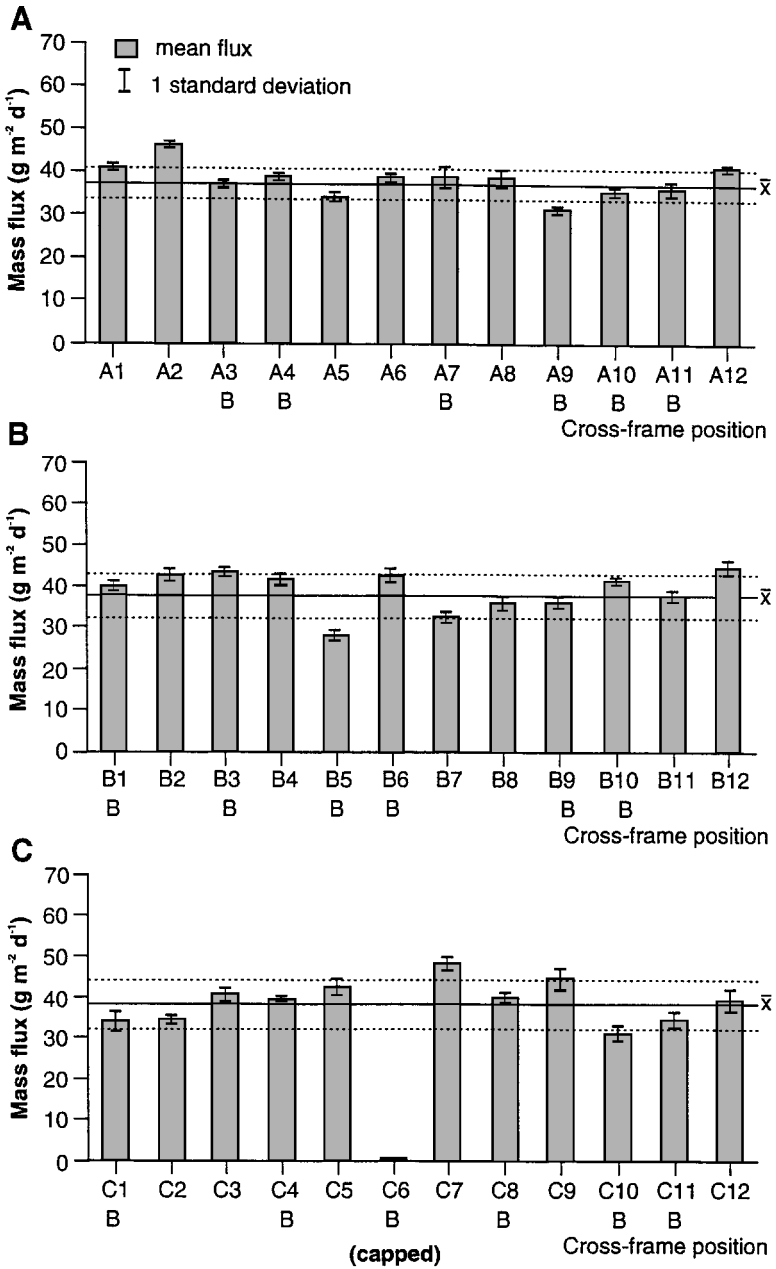 A
70
mean flux
60
1 standard deviation
50
40
x̄
30
20
10
0
Mass flux (g m⁻² d⁻¹)
A1 A2 A3 A4 A5 A6 A7 A8 A9 A10 A11 A12
B B B B B B
Cross-frame position
B
70
60
50
40
x̄
30
20
10
0
Mass flux (g m⁻² d⁻¹)
B1 B2 B3 B4 B5 B6 B7 B8 B9 B10 B11 B12
B B B B B B
Cross-frame position
C
70
60
50
40
x̄
30
20
10
0
Mass flux (g m⁻² d⁻¹)
C1 C2 C3 C4 C5 C6 C7 C8 C9 C10 C11 C12
B B B B B B
(capped) Cross-frame position